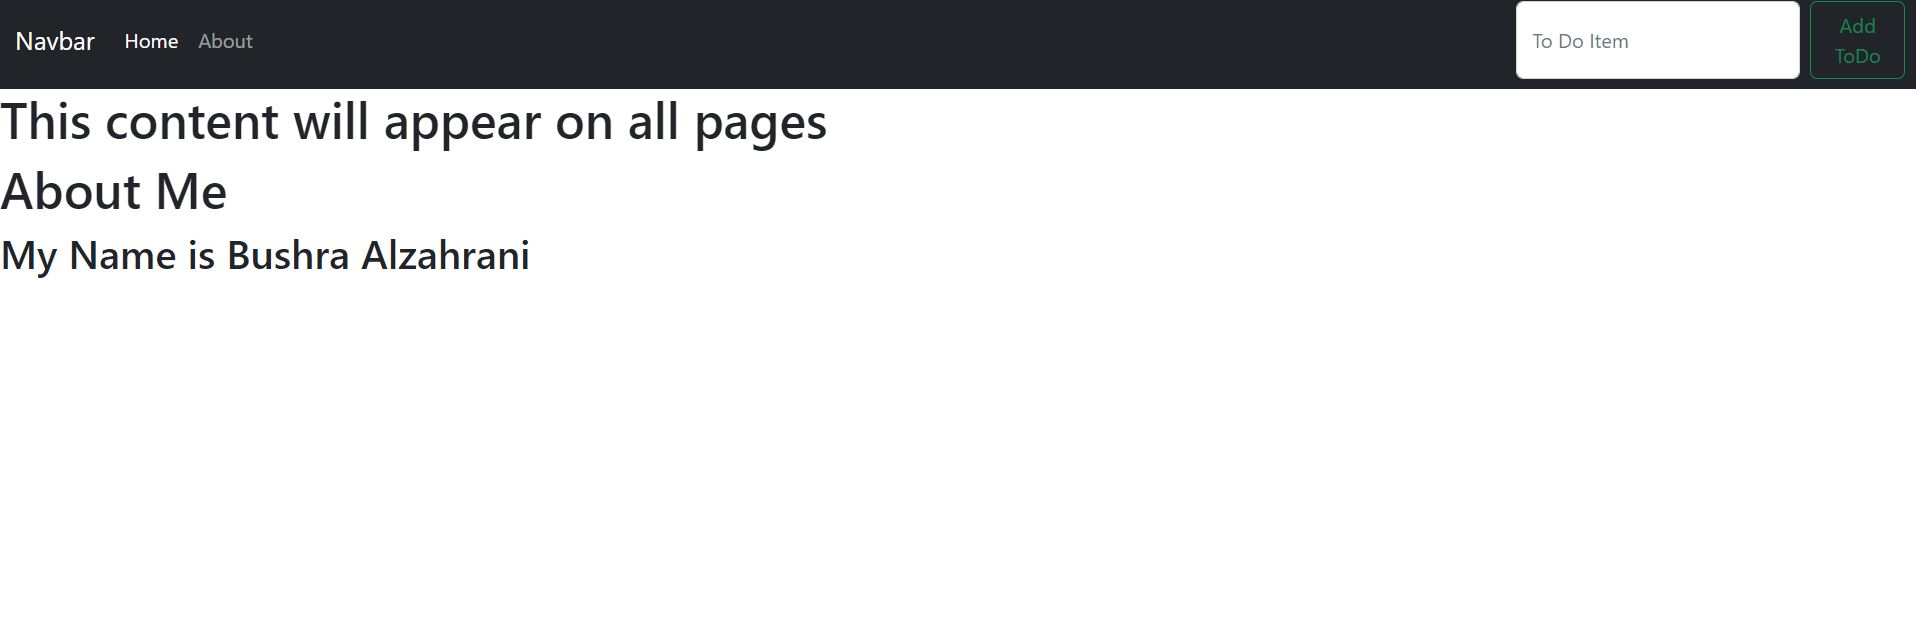 Navbar Home About To Do Item Add
ToDo
This content will appear on all pages
About Me
My Name is Bushra Alzahrani